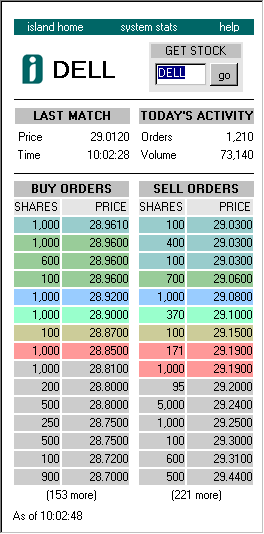 island home system stats help
GET STOCK
i DELL DELL go
LAST MATCH TODAY'S ACTIVITY
Price 29.0120 Orders 1,210
Time 10:02:28 Volume 73,140
BUY ORDERS SELL ORDERS
SHARES PRICE SHARES PRICE
1,000 28.9610 100 29.0300
1,000 28.9600 400 29.0300
600 28.9600 100 29.0300
100 28.9600 700 29.0600
1,000 28.9200 1,000 29.0800
1,000 28.9000 370 29.1000
100 28.8700 100 29.1500
1,000 28.8500 171 29.1900
1,000 28.8100 1,000 29.1900
200 28.8000 95 29.2000
500 28.8000 5,000 29.2400
250 28.7500 1,000 29.2500
500 28.7500 100 29.3000
100 28.7200 600 29.3100
900 28.7000 500 29.4400
(153 more) (221 more)
As of 10:02:48